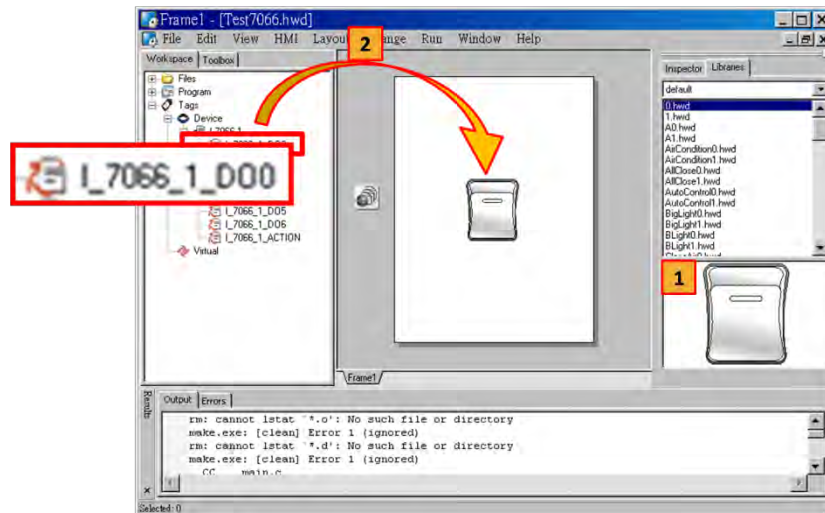 Frame1 - [Test7066.hwd]
File Edit View HMI Layou nge Run Window Help
2
Workspace Toolbox
Files
Program
Tags
Device
I_7066_1
I_7066_1_DO0
I_7066_1_DO5
I_7066_1_DO6
I_7066_1_ACTION
Virtual
Inspector Libraries
default
0.hwd
1.hwd
A0.hwd
A1.hwd
AirCondition0.hwd
AirCondition1.hwd
AllClose0.hwd
AllClose1.hwd
AutoControl0.hwd
AutoControl1.hwd
BigLight0.hwd
BigLight1.hwd
BLight0.hwd
BLight1.hwd
1
Frame1
Results
Output Errors
rm: cannot lstat `*.o': No such file or directory
make.exe: [clean] Error 1 (ignored)
rm: cannot lstat `*.d': No such file or directory
make.exe: [clean] Error 1 (ignored)
CC main.c
Selected: 0